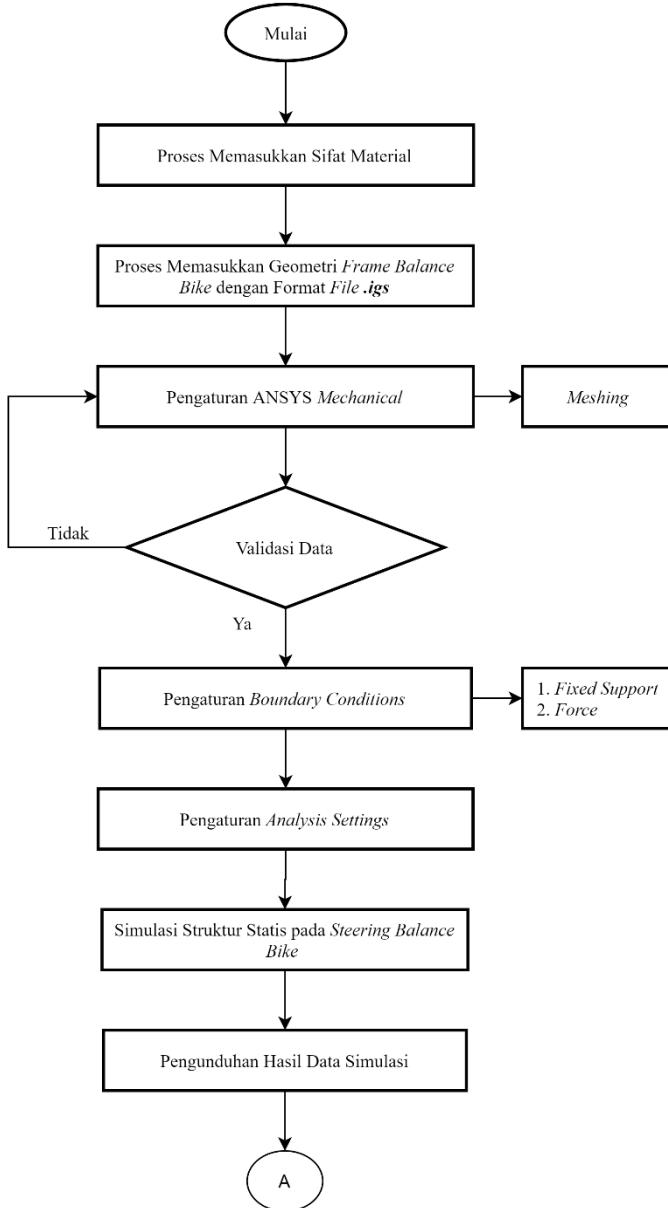 Mulai
Proses Memasukkan Sifat Material
Proses Memasukkan Geometri Frame Balance
Bike dengan Format File .igs
Pengaturan ANSYS Mechanical
Meshing
Tidak
Validasi Data
Ya
Pengaturan Boundary Conditions
1. Fixed Support
2. Force
Pengaturan Analysis Settings
Simulasi Struktur Statis pada Steering Balance
Bike
Pengunduhan Hasil Data Simulasi
A